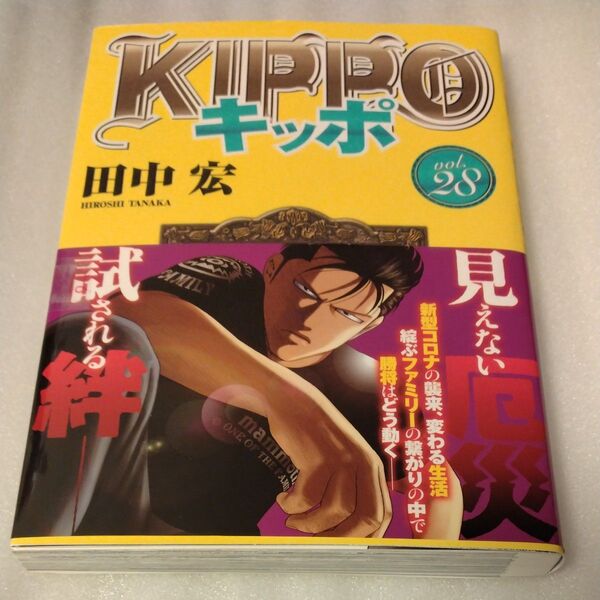 KIPPO
キッポ
田中 宏
HIROSHI TANAKA
vol.
28
見えない
厄災
新型コロナの襲来、変わる生活
綻ぶファミリーの繋がりの中で
勝将はどう動く――
試される
絆――
FAMILY
mammoth
ONE OF THE